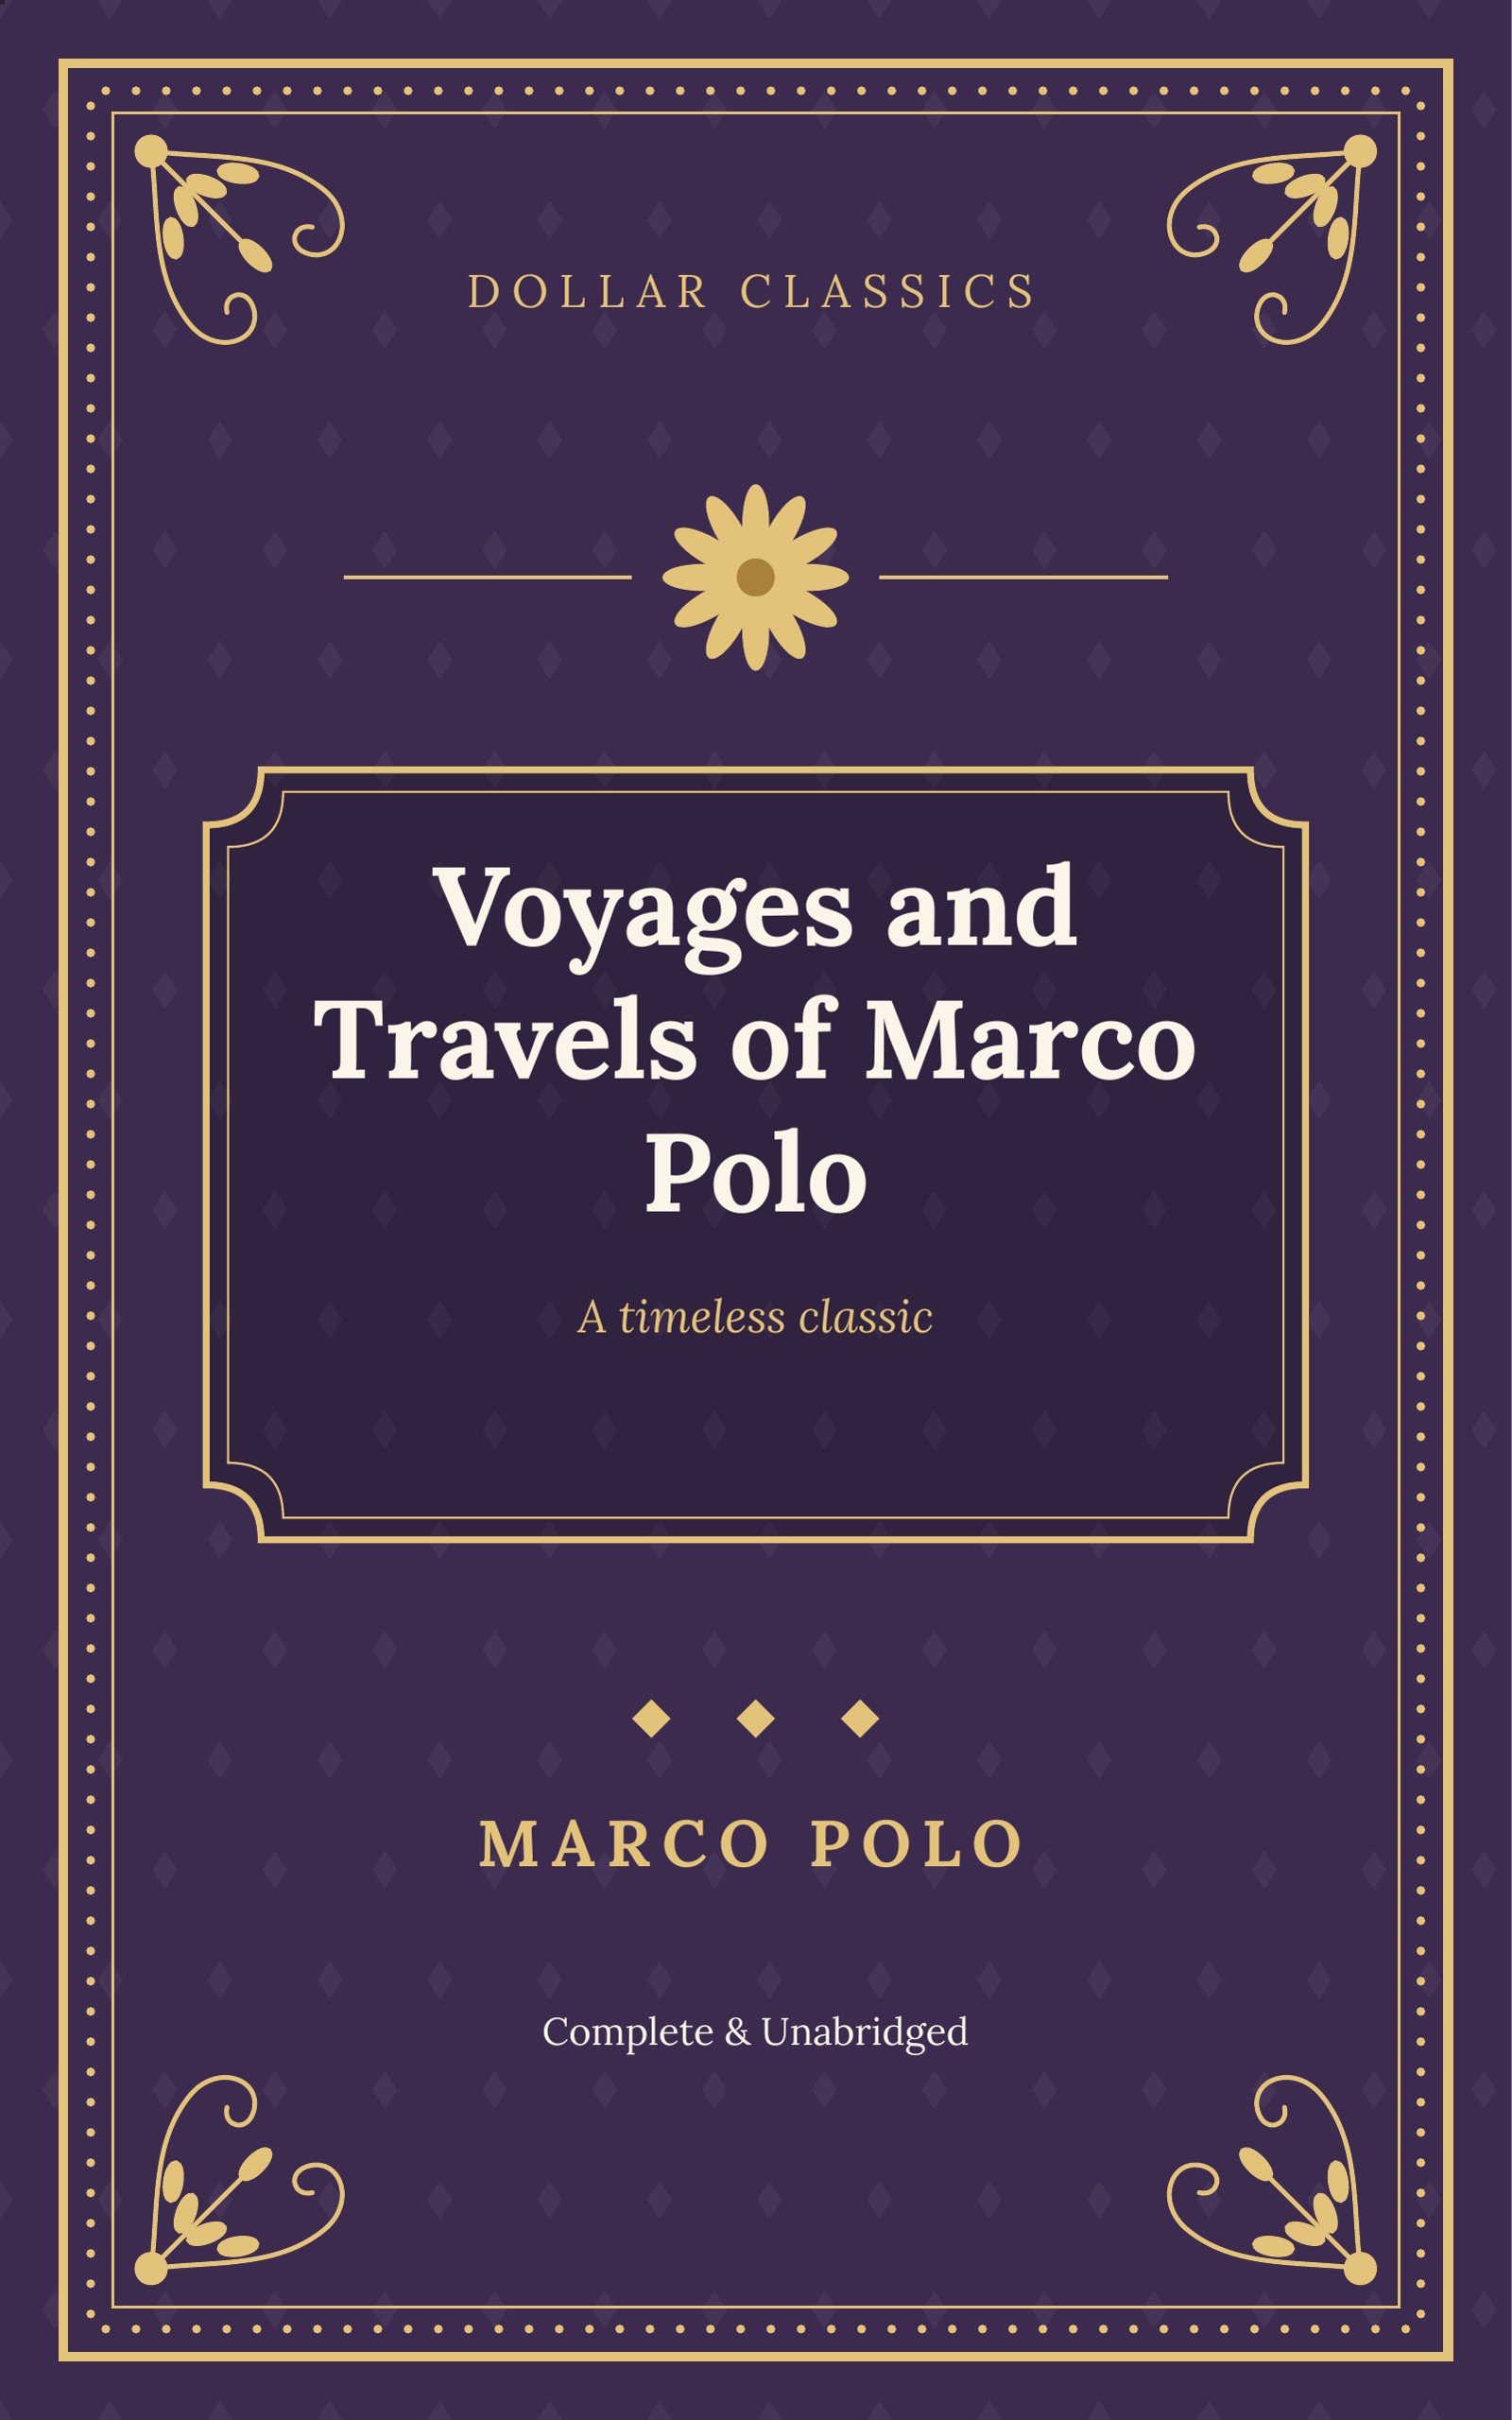 DOLLAR CLASSICS
Voyages and
Travels of Marco
Polo
A timeless classic
MARCO POLO
Complete & Unabridged